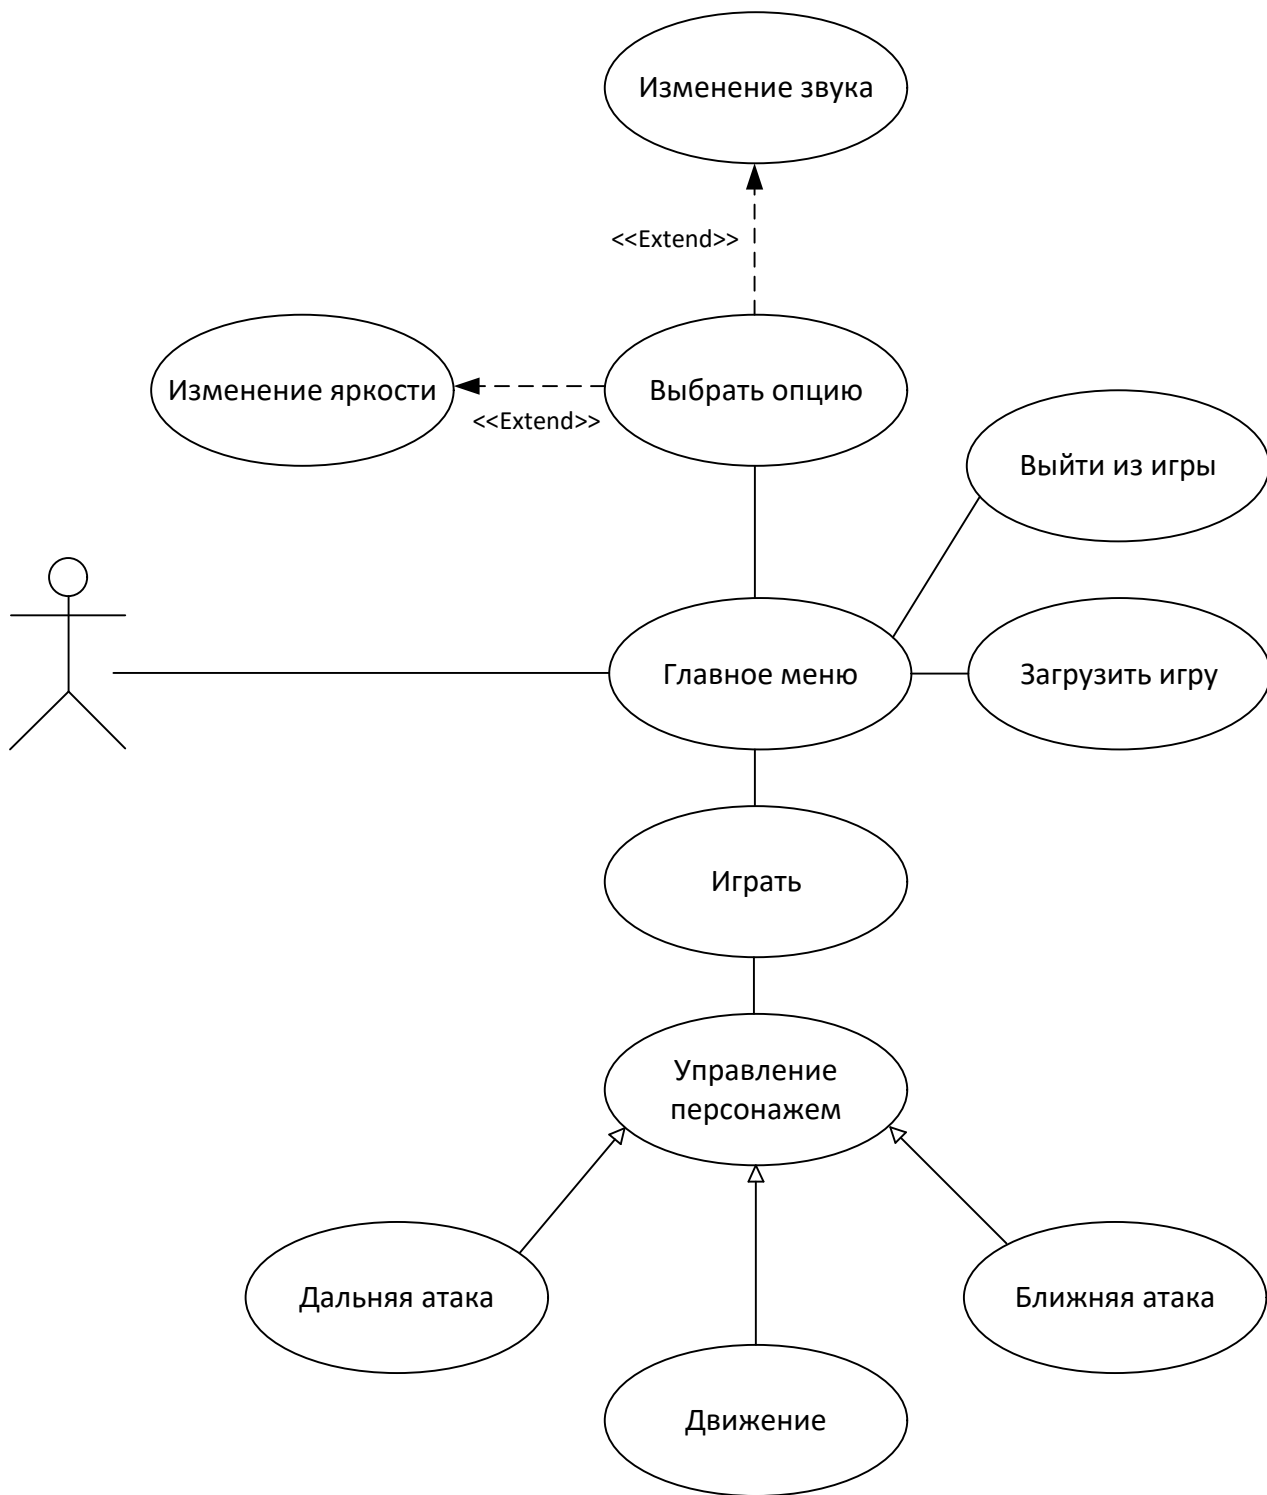 Изменение звука
<<Extend>>
Изменение яркости
<<Extend>>
Выбрать опцию
Выйти из игры
Главное меню
Загрузить игру
Играть
Управление
персонажем
Дальняя атака
Ближняя атака
Движение